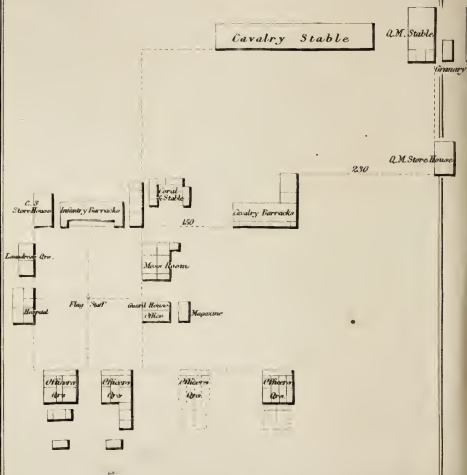 Cavalry Stable
Q.M. Stable
Granary
Q.M. Store House
230
C.S
Store House
Infantry Barracks
Coral
& Stable
Cavalry Barracks
150
Laundress Qrs.
Mess Room
Hospital
Flag Staff
Guard House
Office
Magazine
Officers
Qrs
Officers
Qrs
Officers
Qrs.
Officers
Qrs.